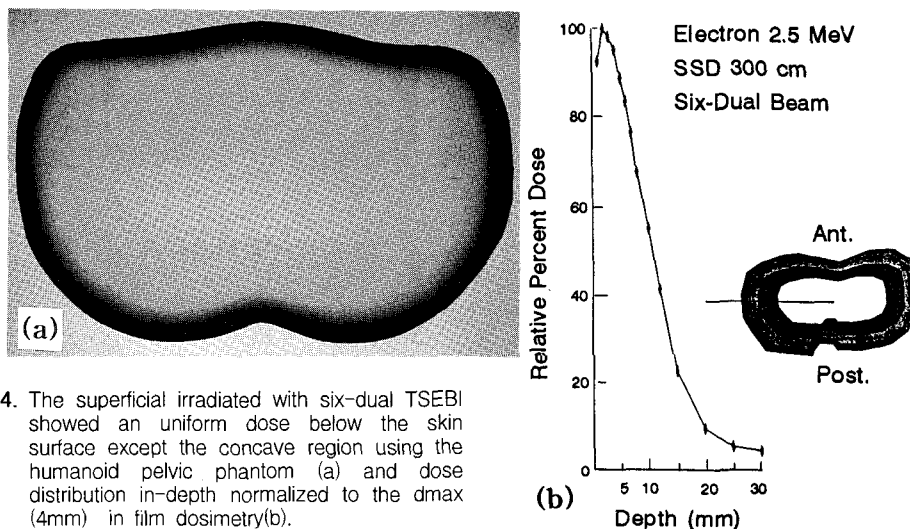 (a)
4. The superficial irradiated with six-dual TSEBI
showed an uniform dose below the skin
surface except the concave region using the
humanoid pelvic phantom (a) and dose
distribution in-depth normalized to the dmax
(4mm) in film dosimetry(b).
Electron 2.5 MeV
SSD 300 cm
Six-Dual Beam
Relative Percent Dose
100
80
60
40
20
0
5 10 20 30
Depth (mm)
(b)
Ant.
Post.